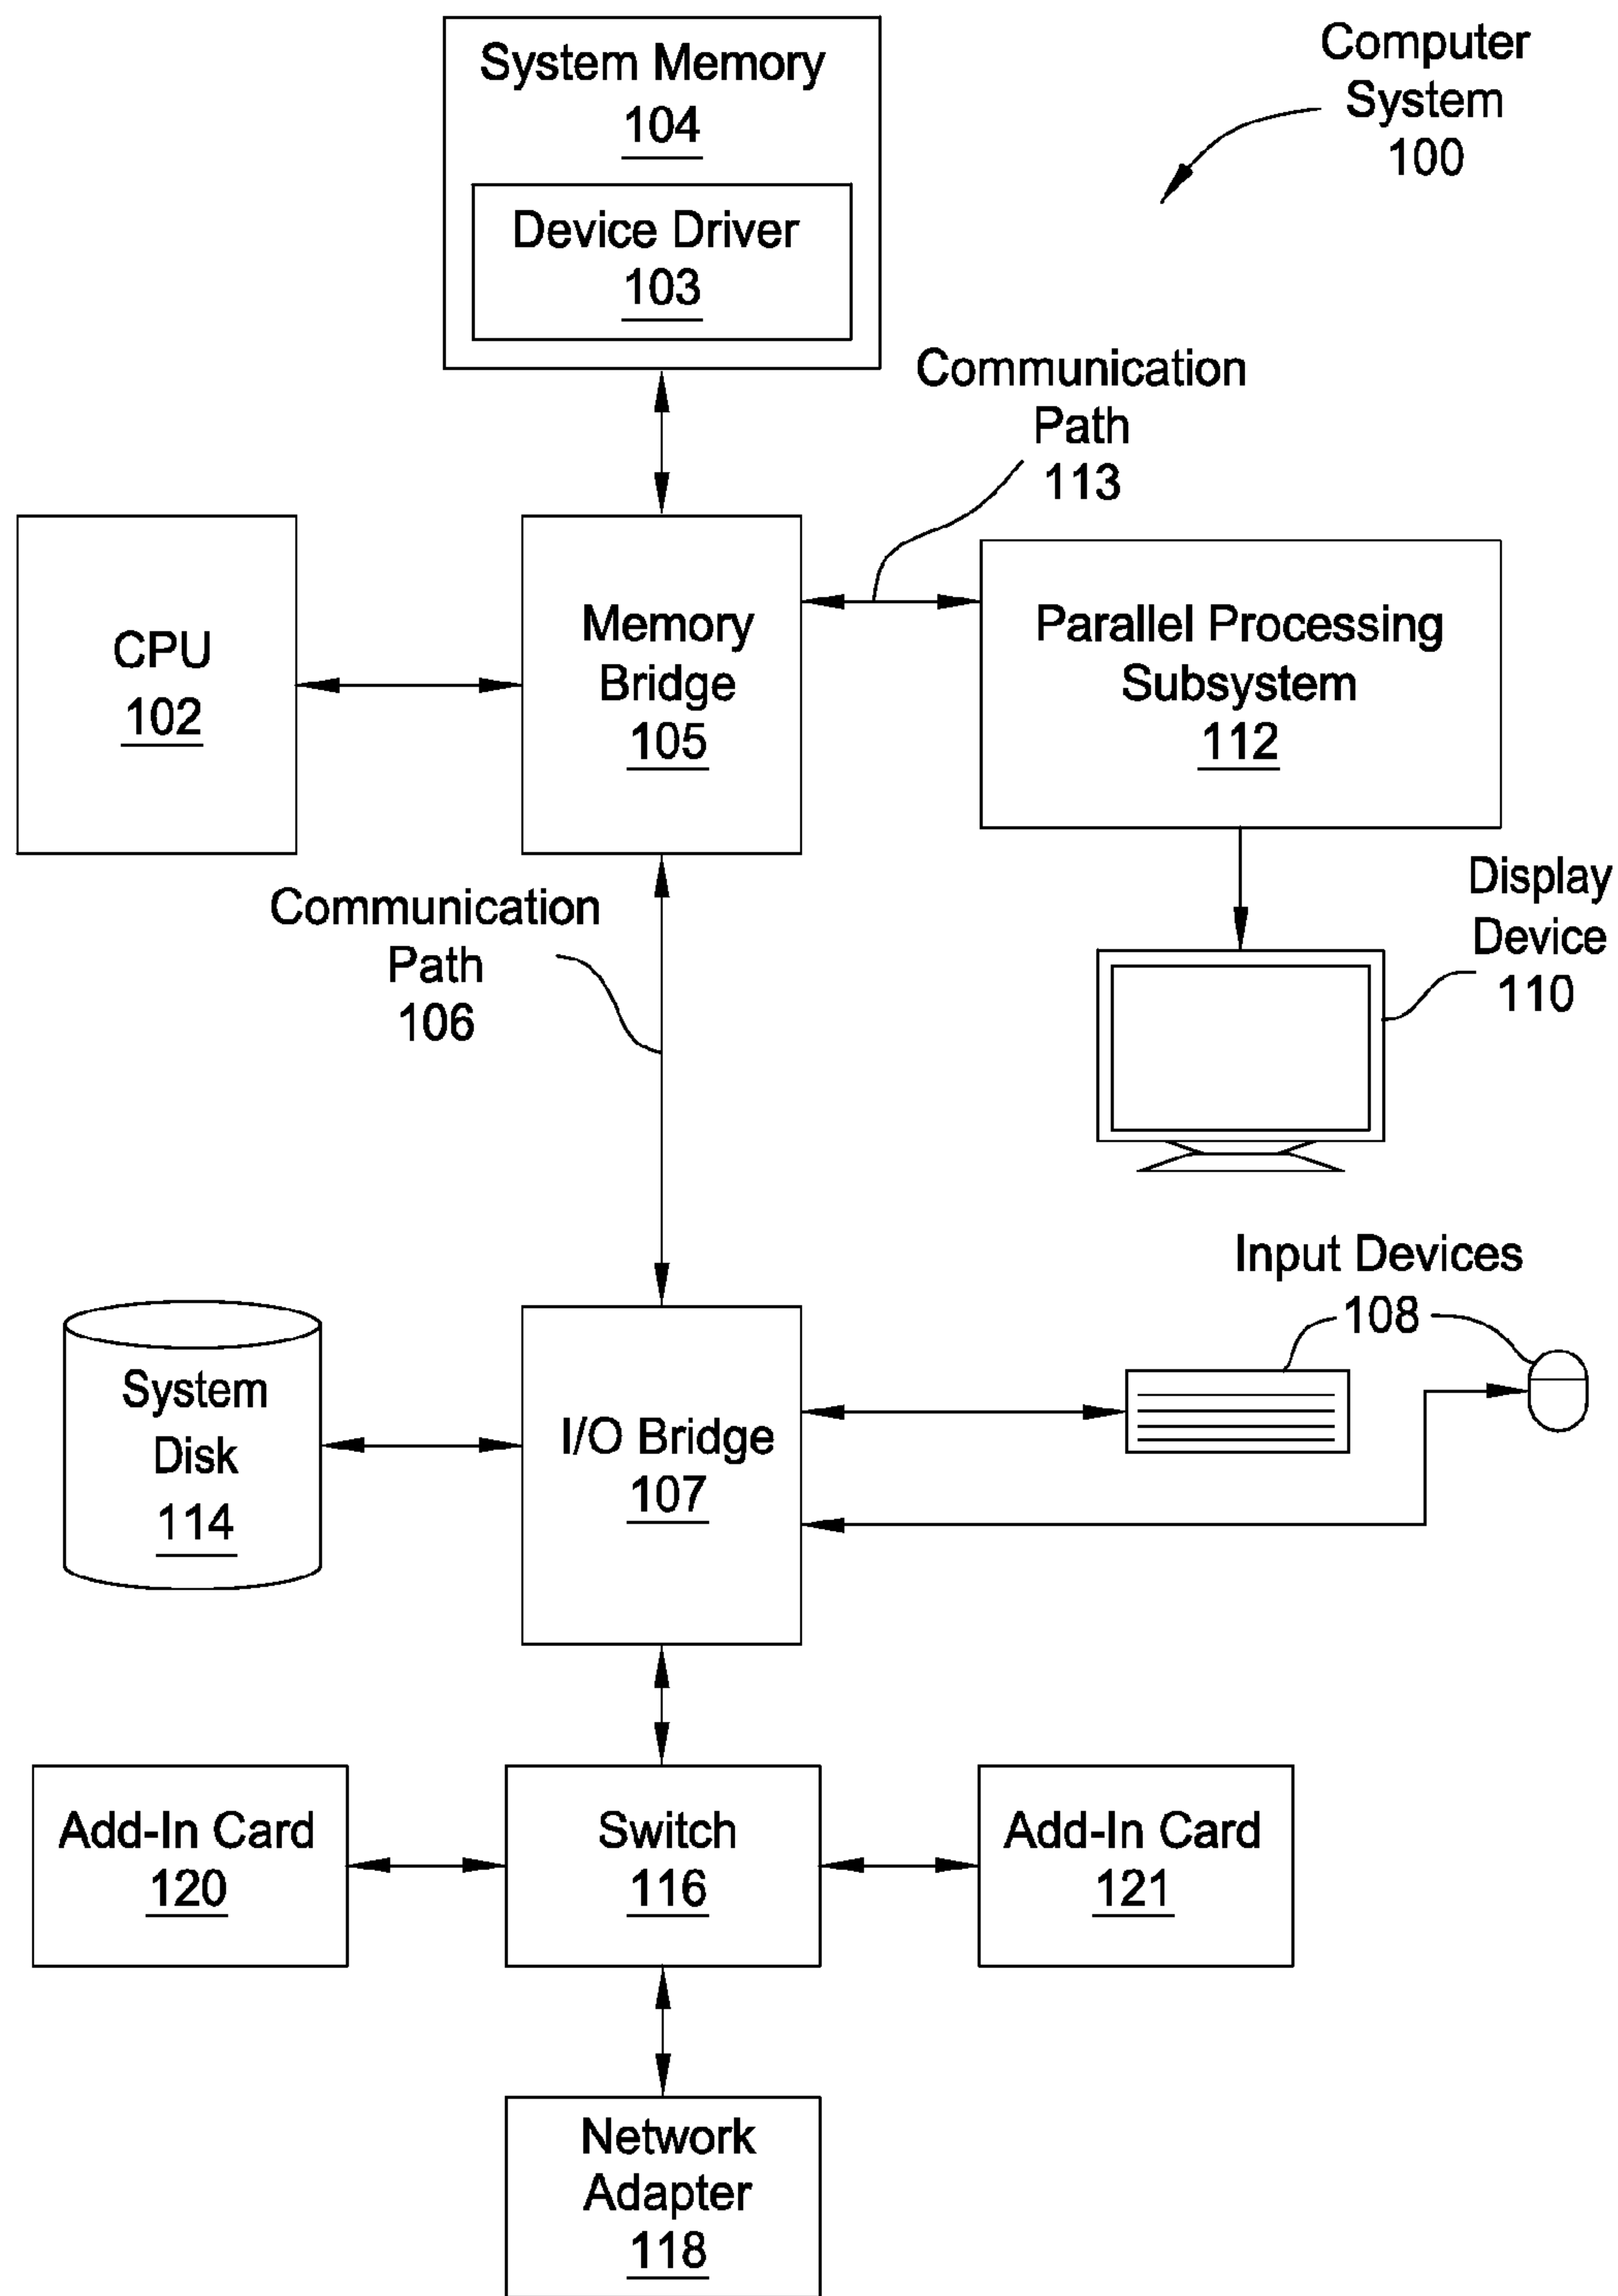 System Memory
104
Device Driver
103
Computer
System
100
Communication
Path
113
CPU
102
Memory
Bridge
105
Parallel Processing
Subsystem
112
Communication
Path
106
Display
Device
110
Input Devices
108
System
Disk
114
I/O Bridge
107
Add-In Card
120
Switch
116
Add-In Card
121
Network
Adapter
118